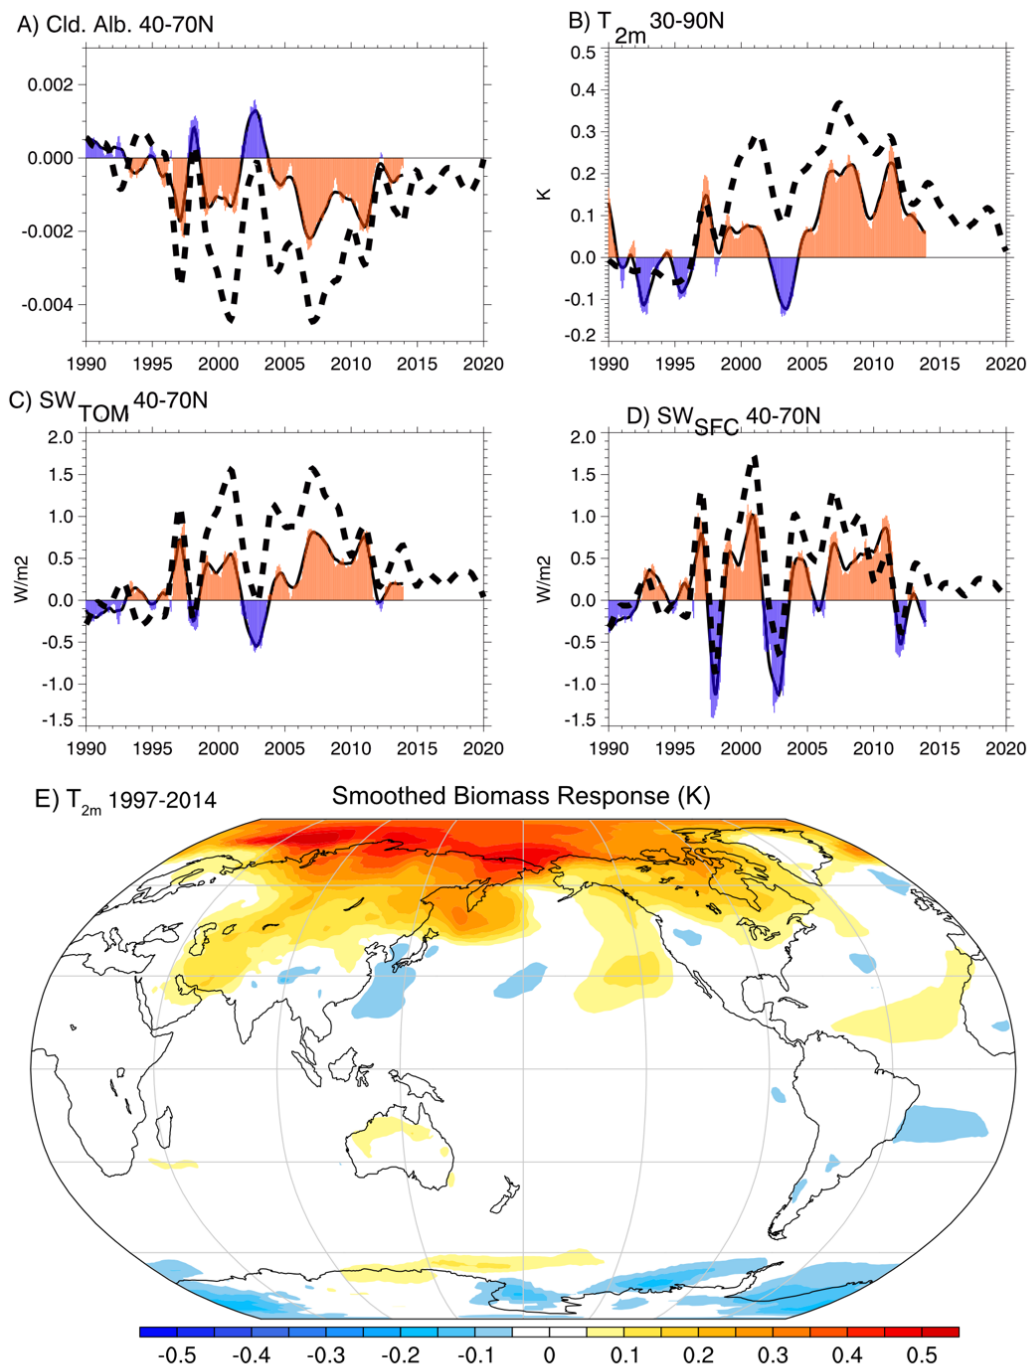 A) Cld. Alb. 40-70N
B) T2m 30-90N
0.002
0.000
-0.002
-0.004
1990 1995 2000 2005 2010 2015 2020
0.5
0.4
0.3
0.2
0.1
0.0
-0.1
-0.2
K
1990 1995 2000 2005 2010 2015 2020
C) SWTOM 40-70N
D) SWSFC 40-70N
2.0
1.5
1.0
0.5
0.0
-0.5
-1.0
-1.5
W/m2
1990 1995 2000 2005 2010 2015 2020
2.0
1.5
1.0
0.5
0.0
-0.5
-1.0
-1.5
W/m2
1990 1995 2000 2005 2010 2015 2020
E) T2m 1997-2014
Smoothed Biomass Response (K)
-0.5 -0.4 -0.3 -0.2 -0.1 0 0.1 0.2 0.3 0.4 0.5